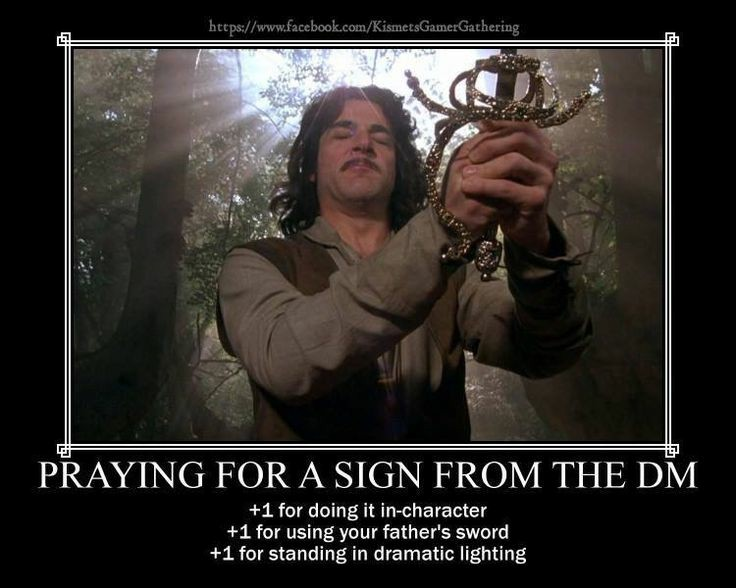 https://www.facebook.com/KismetsGamerGathering
PRAYING FOR A SIGN FROM THE DM
+1 for doing it in-character
+1 for using your father's sword
+1 for standing in dramatic lighting